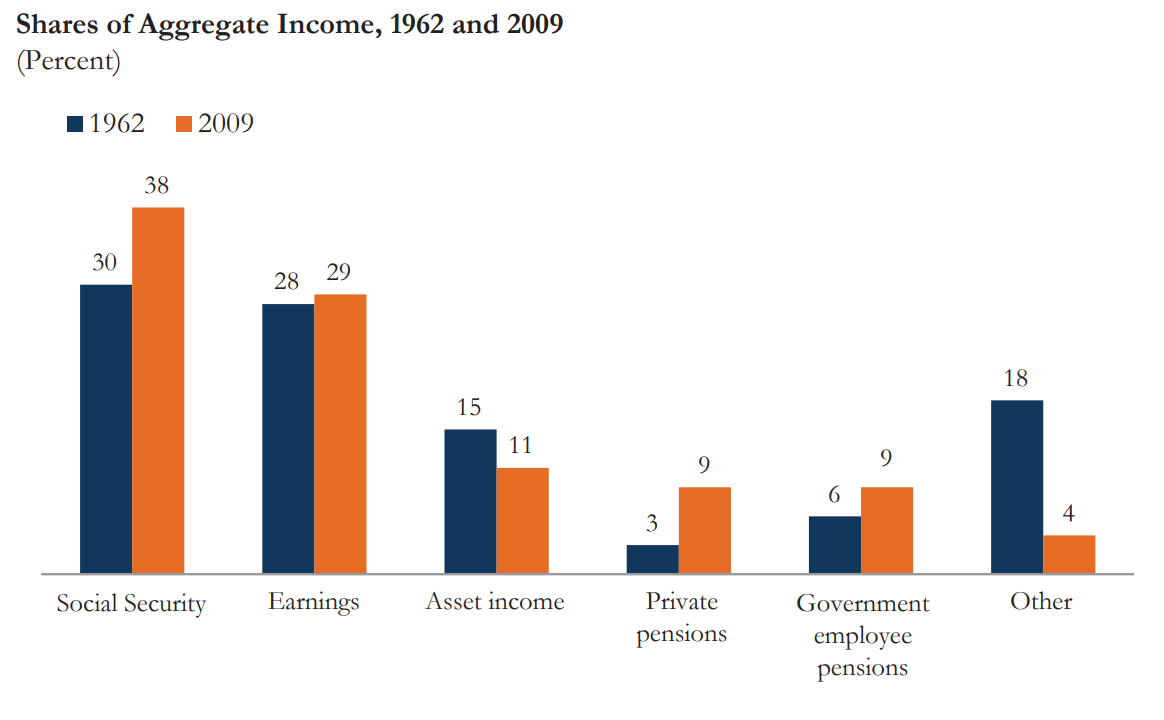 Shares of Aggregate Income, 1962 and 2009
(Percent)
1962 2009
30 38
28 29
15 11
3 9
6 9
18 4
Social Security
Earnings
Asset income
Private
pensions
Government
employee
pensions
Other